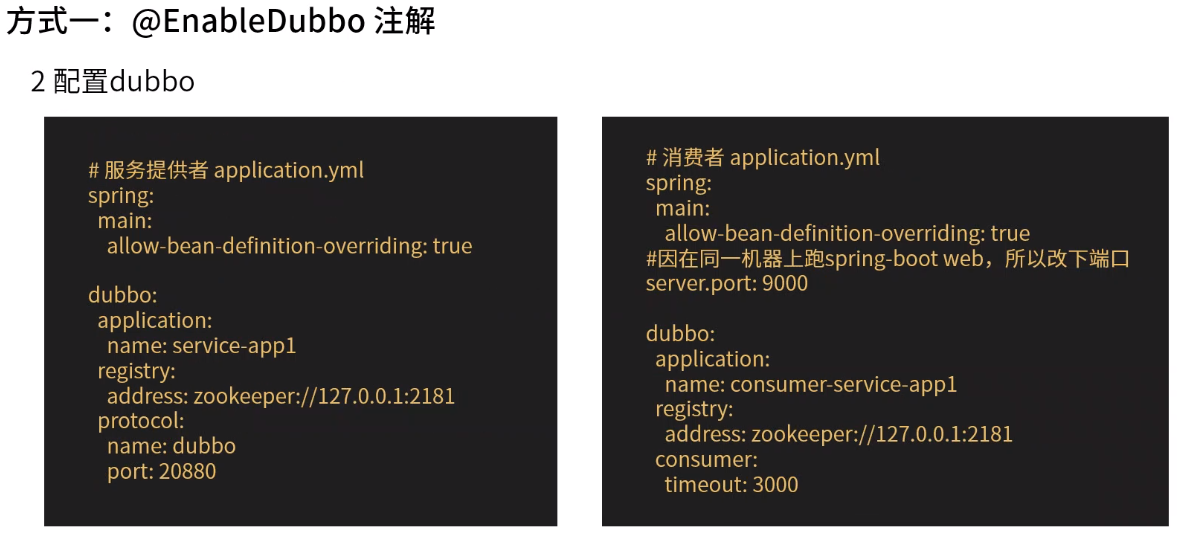 方式一：@EnableDubbo 注解
2 配置dubbo
# 服务提供者 application.yml
spring:
  main:
    allow-bean-definition-overriding: true

dubbo:
  application:
    name: service-app1
  registry:
    address: zookeeper://127.0.0.1:2181
  protocol:
    name: dubbo
    port: 20880
# 消费者 application.yml
spring:
  main:
    allow-bean-definition-overriding: true
#因在同一机器上跑spring-boot web，所以改下端口
server.port: 9000

dubbo:
  application:
    name: consumer-service-app1
  registry:
    address: zookeeper://127.0.0.1:2181
  consumer:
    timeout: 3000